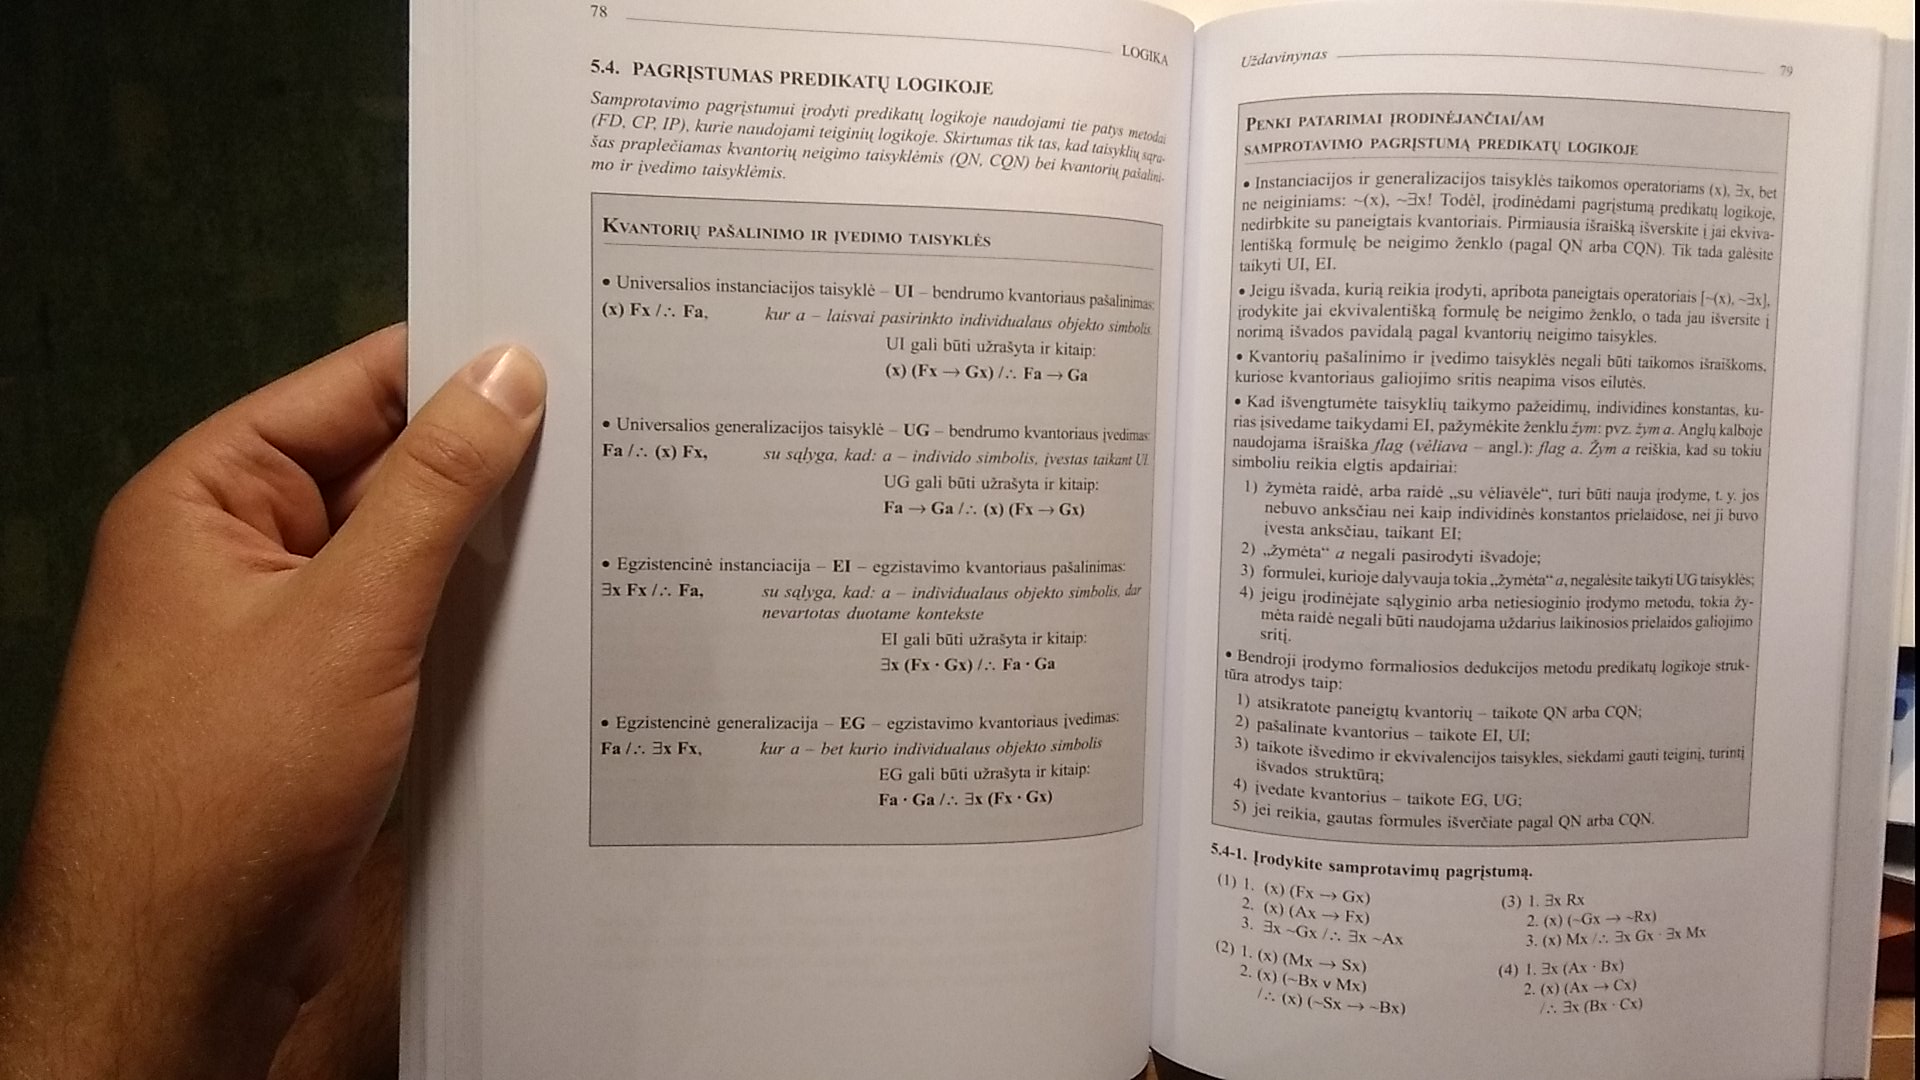 78
LOGIKA
5.4. PAGRĮSTUMAS PREDIKATŲ LOGIKOJE
Samprotavimo pagrįstumui įrodyti predikatų logikoje naudojami tie patys metodai
(FD, CP, IP), kurie naudojami teiginių logikoje. Skirtumas tik tas, kad taisyklių sąra-
šas praplečiamas kvantorių neigimo taisyklėmis (QN, CQN) bei kvantorių pašalini-
mo ir įvedimo taisyklėmis.
KVANTORIŲ PAŠALINIMO IR ĮVEDIMO TAISYKLĖS
• Universalios instanciacijos taisyklė – UI – bendrumo kvantoriaus pašalinimas:
(x) Fx /∴ Fa, kur a – laisvai pasirinkto individualaus objekto simbolis.
UI gali būti užrašyta ir kitaip:
(x) (Fx → Gx) /∴ Fa → Ga
• Universalios generalizacijos taisyklė – UG – bendrumo kvantoriaus įvedimas:
Fa /∴ (x) Fx, su sąlyga, kad: a – individo simbolis, įvestas taikant UI.
UG gali būti užrašyta ir kitaip:
Fa → Ga /∴ (x) (Fx → Gx)
• Egzistencinė instanciacija – EI – egzistavimo kvantoriaus pašalinimas:
∃x Fx /∴ Fa, su sąlyga, kad: a – individualaus objekto simbolis, dar
nevartotas duotame kontekste
EI gali būti užrašyta ir kitaip:
∃x (Fx · Gx) /∴ Fa · Ga
• Egzistencinė generalizacija – EG – egzistavimo kvantoriaus įvedimas:
Fa /∴ ∃x Fx, kur a – bet kurio individualaus objekto simbolis
EG gali būti užrašyta ir kitaip:
Fa · Ga /∴ ∃x (Fx · Gx)
Uždavinynas
79
PENKI PATARIMAI ĮRODINĖJANČIAI/AM
SAMPROTAVIMO PAGRĮSTUMĄ PREDIKATŲ LOGIKOJE
• Instanciacijos ir generalizacijos taisyklės taikomos operatoriams (x), ∃x, bet
ne neiginiams: ~(x), ~∃x! Todėl, įrodinėdami pagrįstumą predikatų logikoje,
nedirbkite su paneigtais kvantoriais. Pirmiausia išraišką išverskite į jai ekviva-
lentišką formulę be neigimo ženklo (pagal QN arba CQN). Tik tada galėsite
taikyti UI, EI.
• Jeigu išvada, kurią reikia įrodyti, apribota paneigtais operatoriais [~(x), ~∃x],
įrodykite jai ekvivalentišką formulę be neigimo ženklo, o tada jau išversite į
norimą išvados pavidalą pagal kvantorių neigimo taisykles.
• Kvantorių pašalinimo ir įvedimo taisyklės negali būti taikomos išraiškoms,
kuriose kvantoriaus galiojimo sritis neapima visos eilutės.
• Kad išvengtumėte taisyklių taikymo pažeidimų, individines konstantas, ku-
rias įsivedame taikydami EI, pažymėkite ženklu žym: pvz. žym a. Anglų kalboje
naudojama išraiška flag (vėliava – angl.): flag a. Žym a reiškia, kad su tokiu
simboliu reikia elgtis apdairiai:
1) žymėta raidė, arba raidė „su vėliavėle“, turi būti nauja įrodyme, t. y. jos
nebuvo anksčiau nei kaip individinės konstantos prielaidose, nei ji buvo
įvesta anksčiau, taikant EI;
2) „žymėta“ a negali pasirodyti išvadoje;
3) formulei, kurioje dalyvauja tokia „žymėta“ a, negalėsite taikyti UG taisyklės;
4) jeigu įrodinėjate sąlyginio arba netiesioginio įrodymo metodu, tokia žy-
mėta raidė negali būti naudojama uždarius laikinosios prielaidos galiojimo
sritį.
• Bendroji įrodymo formaliosios dedukcijos metodu predikatų logikoje struk-
tūra atrodys taip:
1) atsikratote paneigtų kvantorių – taikote QN arba CQN;
2) pašalinate kvantorius – taikote EI, UI;
3) taikote išvedimo ir ekvivalencijos taisykles, siekdami gauti teiginį, turintį
išvados struktūrą;
4) įvedate kvantorius – taikote EG, UG;
5) jei reikia, gautas formules išverčiate pagal QN arba CQN.
5.4-1. Įrodykite samprotavimų pagrįstumą.
(1) 1. (x) (Fx → Gx)
2. (x) (Ax → Fx)
3. ∃x ~Gx /∴ ∃x ~Ax
(2) 1. (x) (Mx → Sx)
2. (x) (~Bx v Mx)
/∴ (x) (~Sx → ~Bx)
(3) 1. ∃x Rx
2. (x) (~Gx → ~Rx)
3. (x) Mx /∴ ∃x Gx · ∃x Mx
(4) 1. ∃x (Ax · Bx)
2. (x) (Ax → Cx)
/∴ ∃x (Bx · Cx)